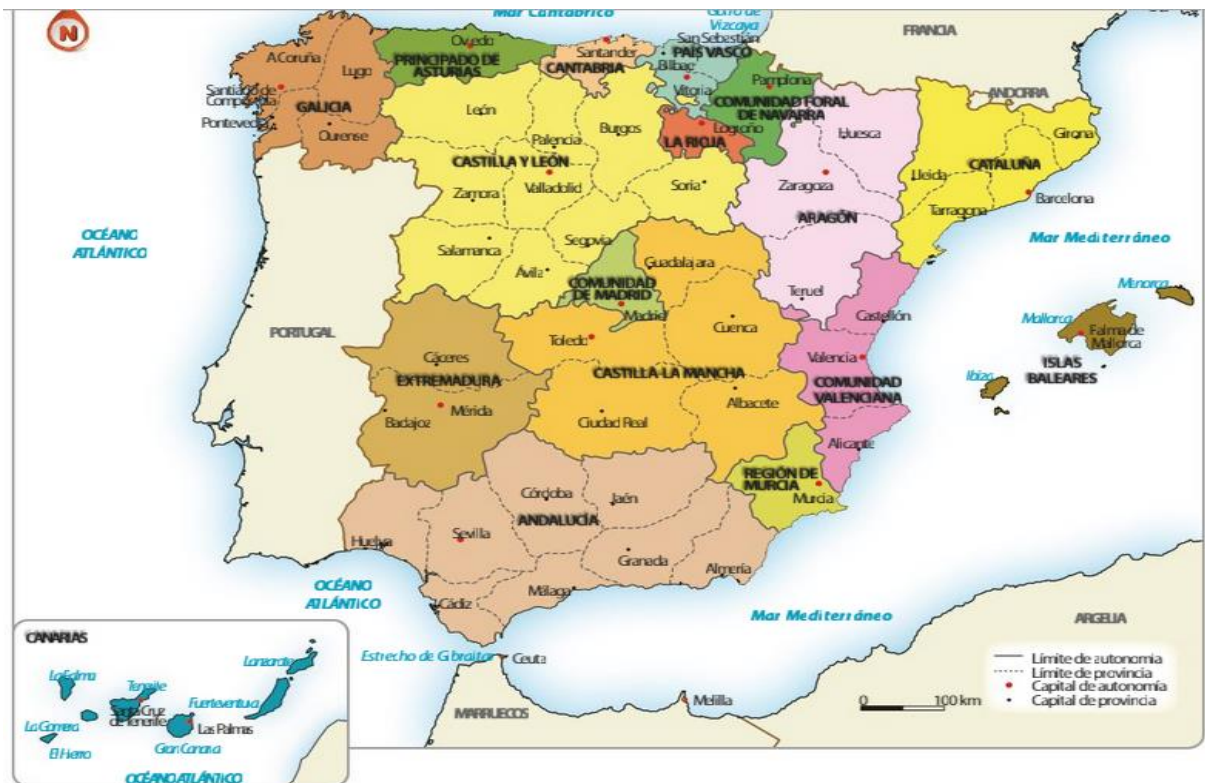 Mar Cantábrico
Golfo de
Vizcaya
N
FRANCIA
ANDORRA
A Coruña
Lugo
Santiago de
Compostela
GALICIA
Pontevedra
Ourense
Oviedo
PRINCIPADO DE
ASTURIAS
Santander
CANTABRIA
San Sebastián
PAÍS VASCO
Bilbao
Vitoria
Pamplona
COMUNIDAD FORAL
DE NAVARRA
Logroño
LA RIOJA
León
Palencia
Burgos
CASTILLA Y LEÓN
Zamora
Valladolid
Soria
Salamanca
Segovia
Ávila
Huesca
Zaragoza
ARAGÓN
Teruel
Girona
CATALUÑA
Lleida
Barcelona
Tarragona
OCÉANO
ATLÁNTICO
Mar Mediterráneo
COMUNIDAD
DE MADRID
Madrid
Guadalajara
Cuenca
Toledo
CASTILLA-LA MANCHA
Albacete
Ciudad Real
PORTUGAL
Cáceres
EXTREMADURA
Mérida
Badajoz
Castellón
Valencia
COMUNIDAD
VALENCIANA
Alicante
Menorca
Mallorca
Palma de
Mallorca
Ibiza
ISLAS
BALEARES
REGIÓN DE
MURCIA
Murcia
Córdoba
Jaén
ANDALUCÍA
Sevilla
Huelva
Granada
Almería
Málaga
Cádiz
OCÉANO
ATLÁNTICO
Mar Mediterráneo
ARGELIA
Estrecho de Gibraltar
Ceuta
Melilla
MARRUECOS
CANARIAS
La Palma
Lanzarote
Tenerife
Santa Cruz
de Tenerife
Fuerteventura
La Gomera
Las Palmas
El Hierro
Gran Canaria
OCÉANO ATLÁNTICO
0 100 km
Límite de autonomía
Límite de provincia
Capital de autonomía
Capital de provincia